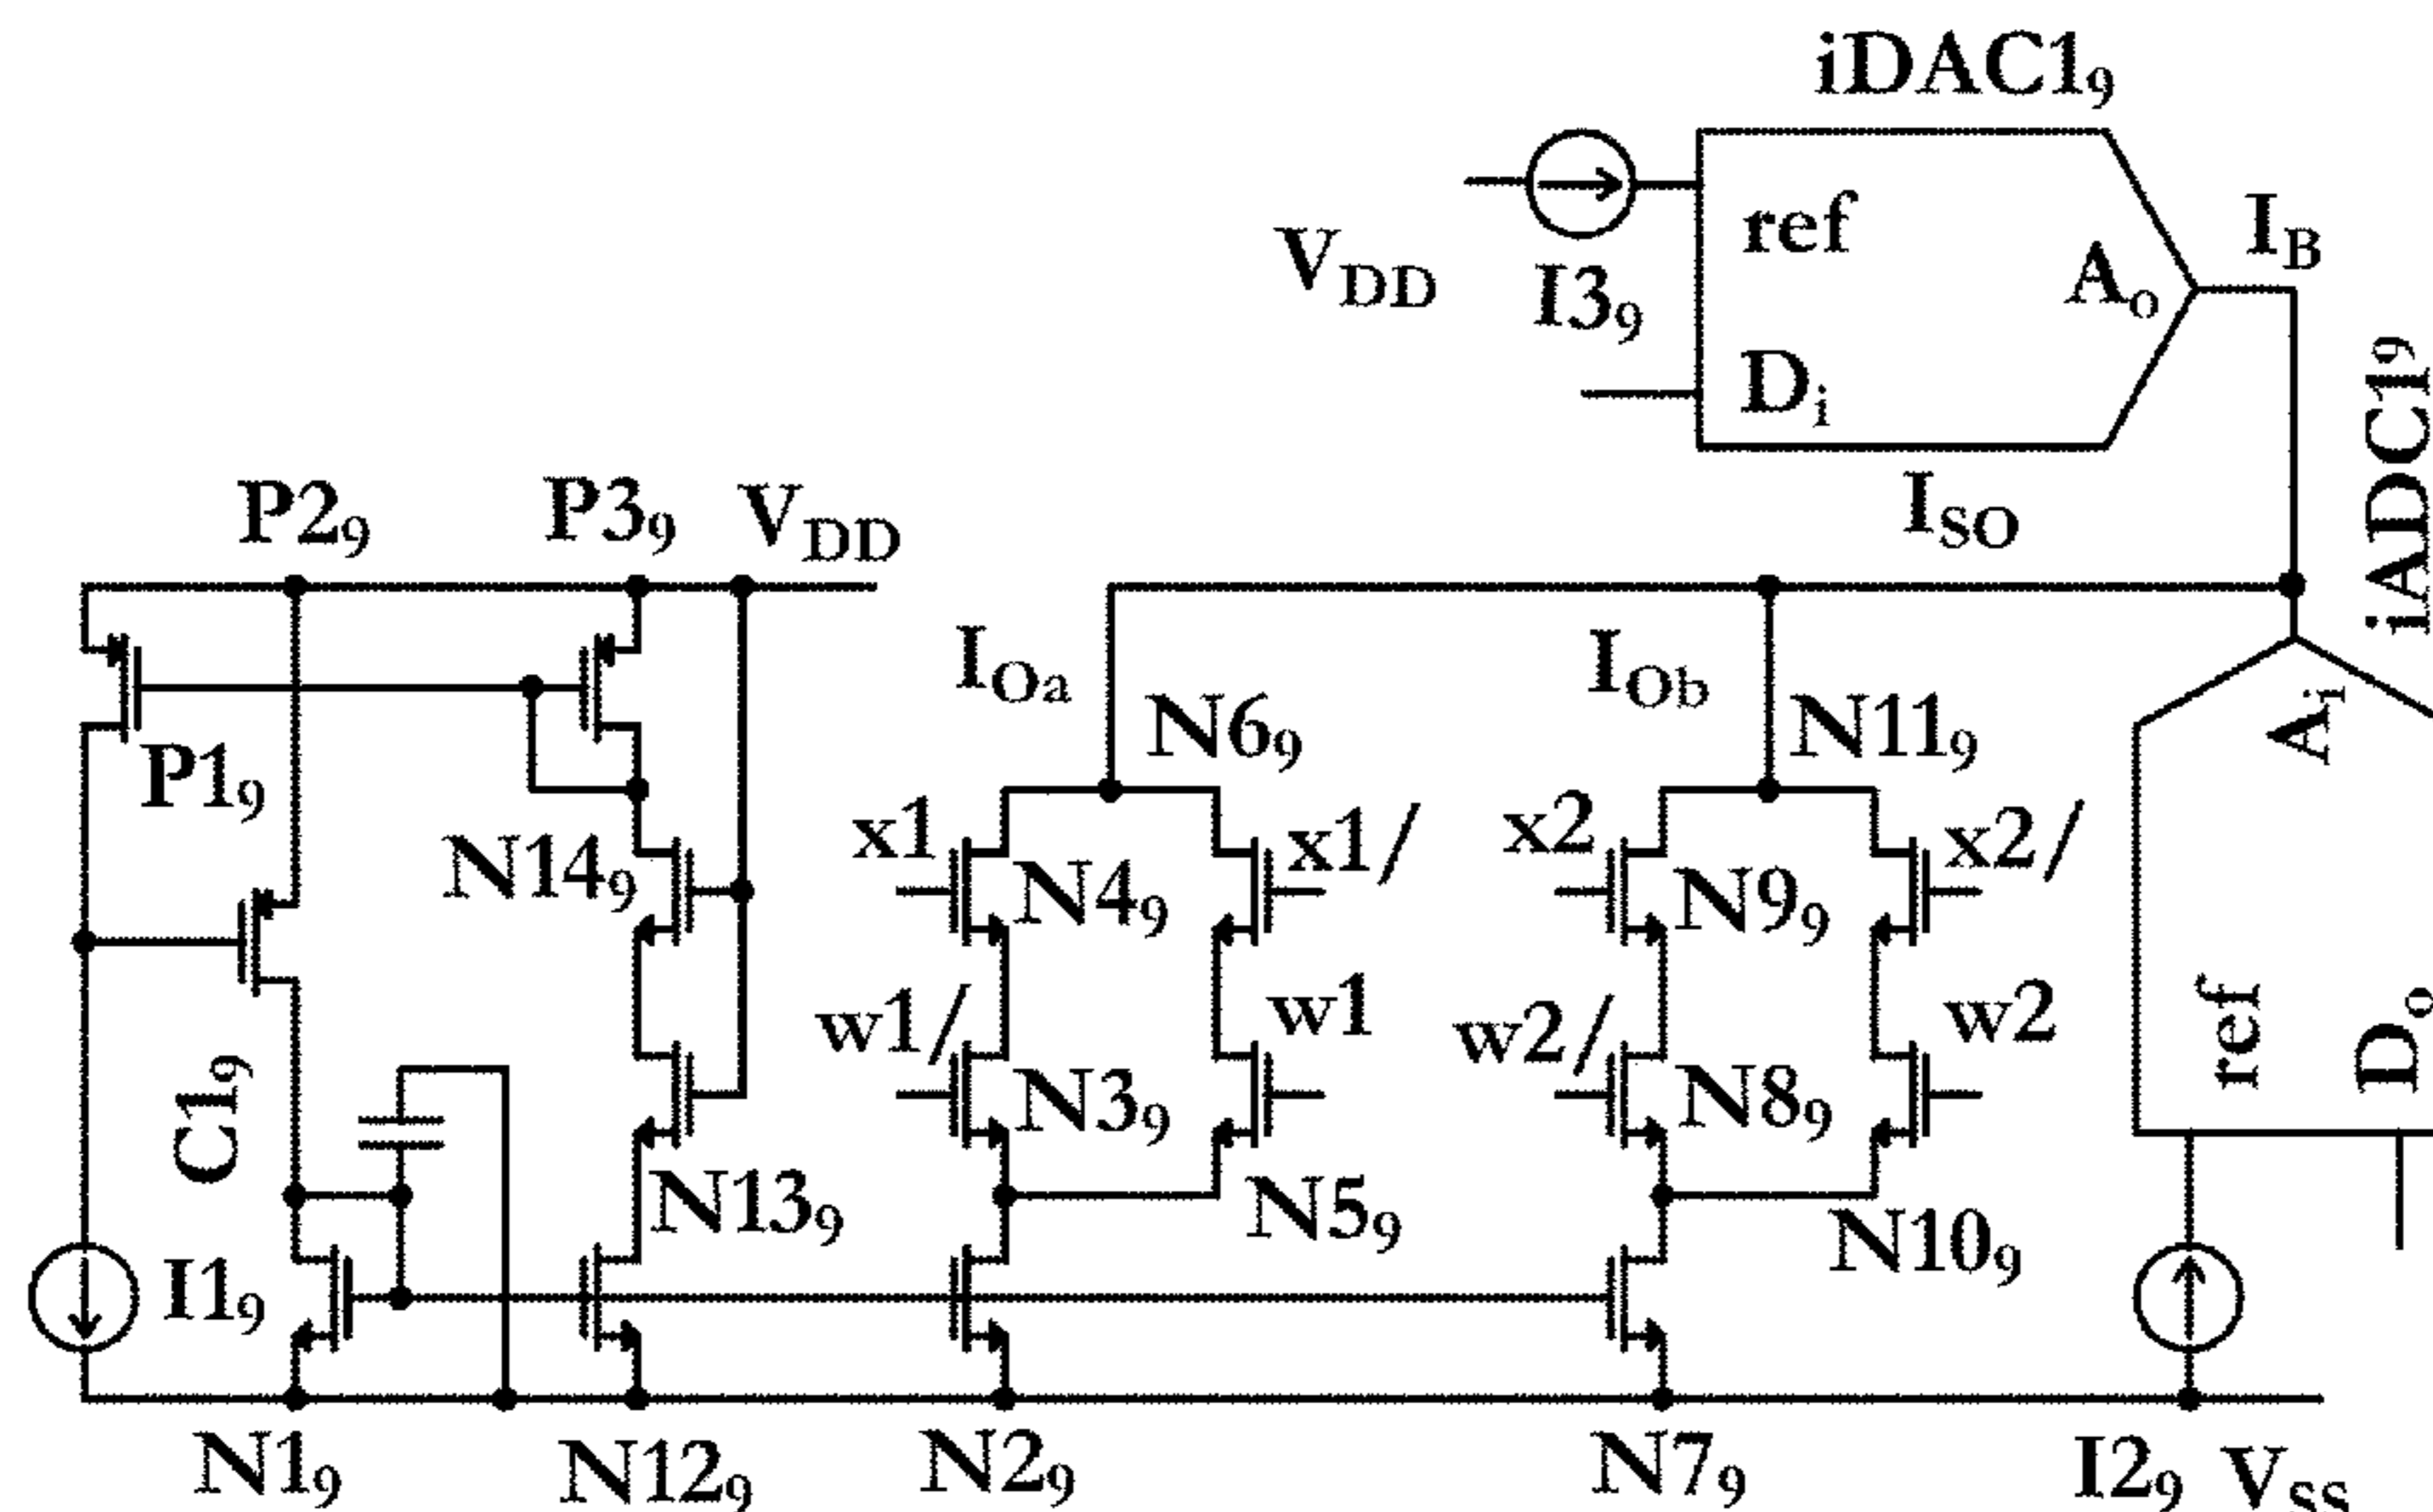 iDAC1₉
V_DD
I3₉
ref
D_i
A_o
I_B
iADC1₉
I_SO
P2₉
P3₉
V_DD
I_Oa
I_Ob
N6₉
N11₉
A_i
P1₉
N14₉
x1
N4₉
x1/
x2
N9₉
x2/
C1₉
w1/
N3₉
w1
w2/
N8₉
w2
ref
D_o
N13₉
N5₉
N10₉
I1₉
N1₉
N12₉
N2₉
N7₉
I2₉
V_SS